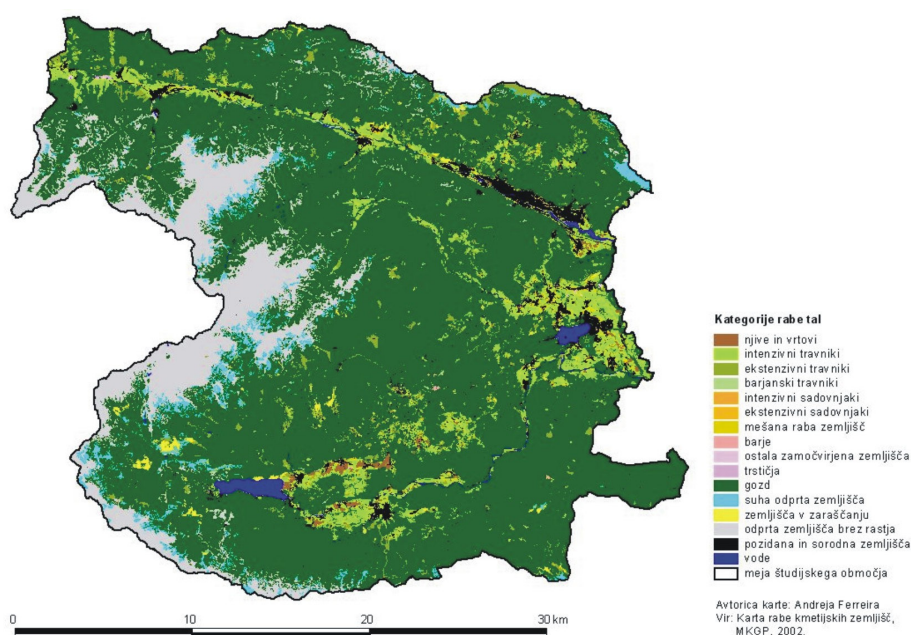 Kategorije rabe tal
njive in vrtovi
intenzivni travniki
ekstenzivni travniki
barjanski travniki
intenzivni sadovnjaki
ekstenzivni sadovnjaki
mešana raba zemljišč
barje
ostala zamočvirjena zemljišča
trstičja
gozd
suha odprta zemljišča
zemljišča v zaraščanju
odprta zemljišča brez rastja
pozidana in sorodna zemljišča
vode
meja študijskega območja
Avtorica karte: Andreja Ferreira
Vir: Karta rabe kmetijskih zemljišč,
MKGP, 2002.
0 10 20 30 km